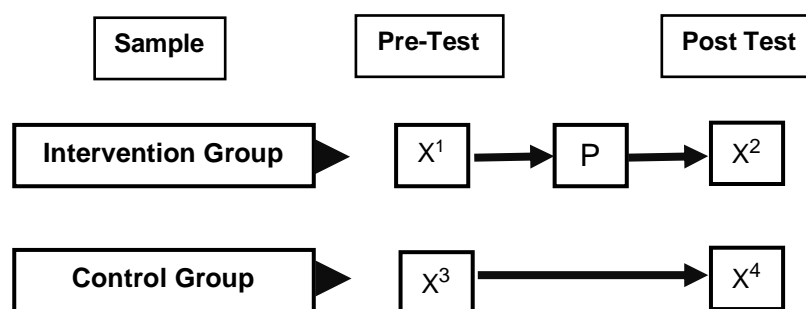 Sample Pre-Test Post Test
Intervention Group X¹ P X²
Control Group X³ X⁴